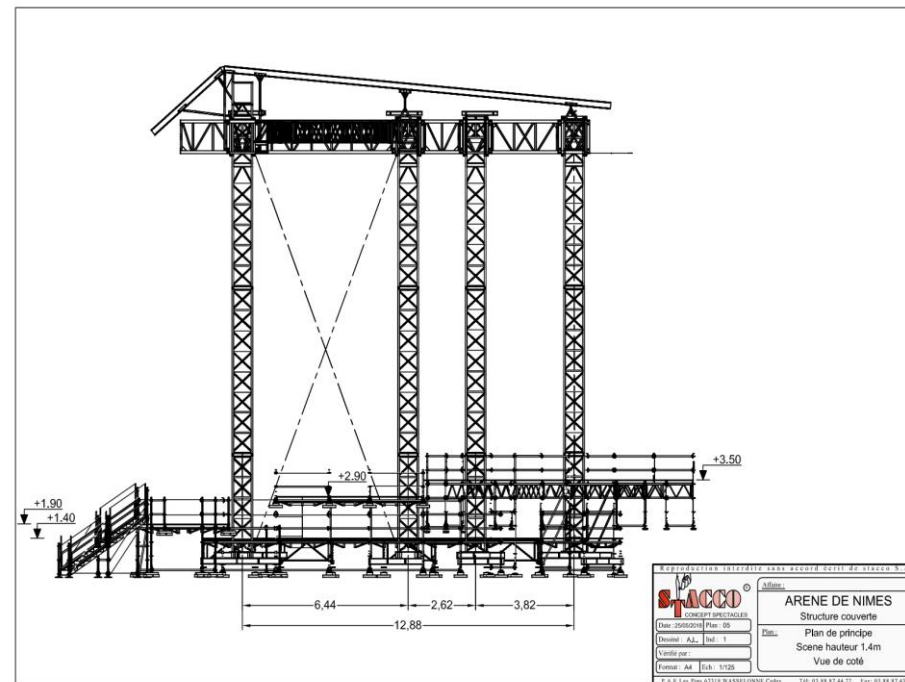 +3.50
+2.90
+1.90
+1.40
6,44
2,62
3,82
12,88
Reproduction interdite sans accord écrit de stacco S.
STACCO ®
CONCEPT SPECTACLES
Affaire :
ARENE DE NIMES
Structure couverte
Date : 25/05/2018 Plan : 05
Dessiné : A.L. Ind : 1
Vérifié par :
Format : A4 Ech : 1/125
Plan :
Plan de principe
Scene hauteur 1.4m
Vue de coté